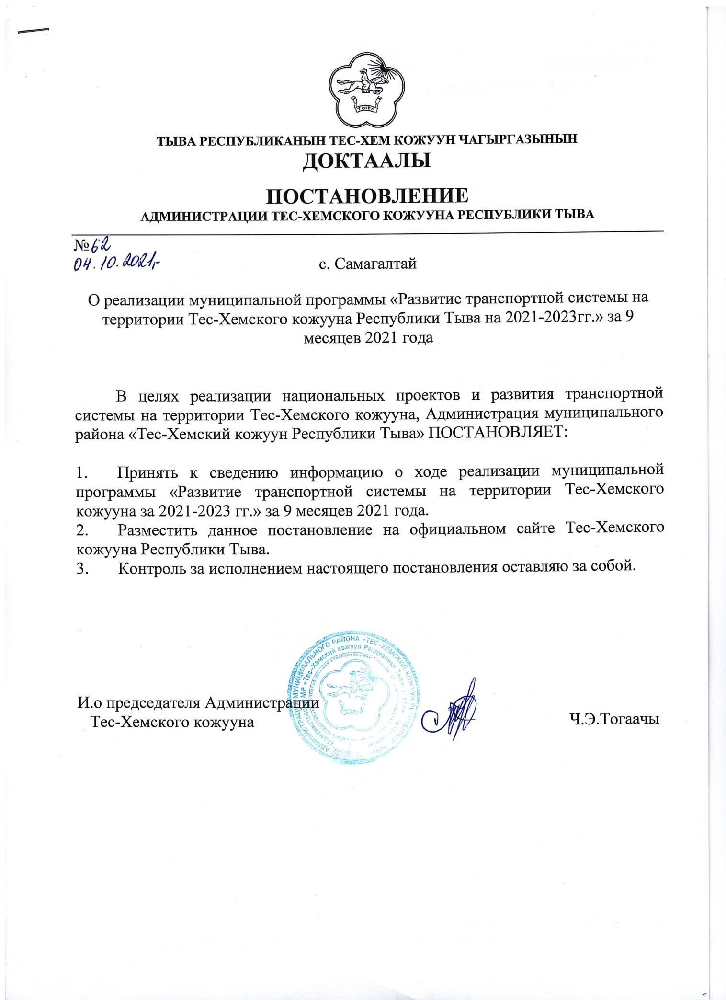 ТЫВА
ТЫВА РЕСПУБЛИКАНЫН ТЕС-ХЕМ КОЖУУН ЧАГЫРГАЗЫНЫН
ДОКТААЛЫ
ПОСТАНОВЛЕНИЕ
АДМИНИСТРАЦИИ ТЕС-ХЕМСКОГО КОЖУУНА РЕСПУБЛИКИ ТЫВА
№62
04.10.2021г
с. Самагалтай
О реализации муниципальной программы «Развитие транспортной системы на
территории Тес-Хемского кожууна Республики Тыва на 2021-2023гг.» за 9
месяцев 2021 года
В целях реализации национальных проектов и развития транспортной
системы на территории Тес-Хемского кожууна, Администрация муниципального
района «Тес-Хемский кожуун Республики Тыва» ПОСТАНОВЛЯЕТ:
1. Принять к сведению информацию о ходе реализации муниципальной
программы «Развитие транспортной системы на территории Тес-Хемского
кожууна за 2021-2023 гг.» за 9 месяцев 2021 года.
2. Разместить данное постановление на официальном сайте Тес-Хемского
кожууна Республики Тыва.
3. Контроль за исполнением настоящего постановления оставляю за собой.
АДМИНИСТРАЦИЯ МУНИЦИПАЛЬНОГО РАЙОНА «ТЕС-ХЕМСКИЙ КОЖУУН РЕСПУБЛИКИ
(Администрация МР «Тес-Хемский кожуун Республики Тыва»
И.о председателя Администрации
Тес-Хемского кожууна
Ч.Э.Тогаачы